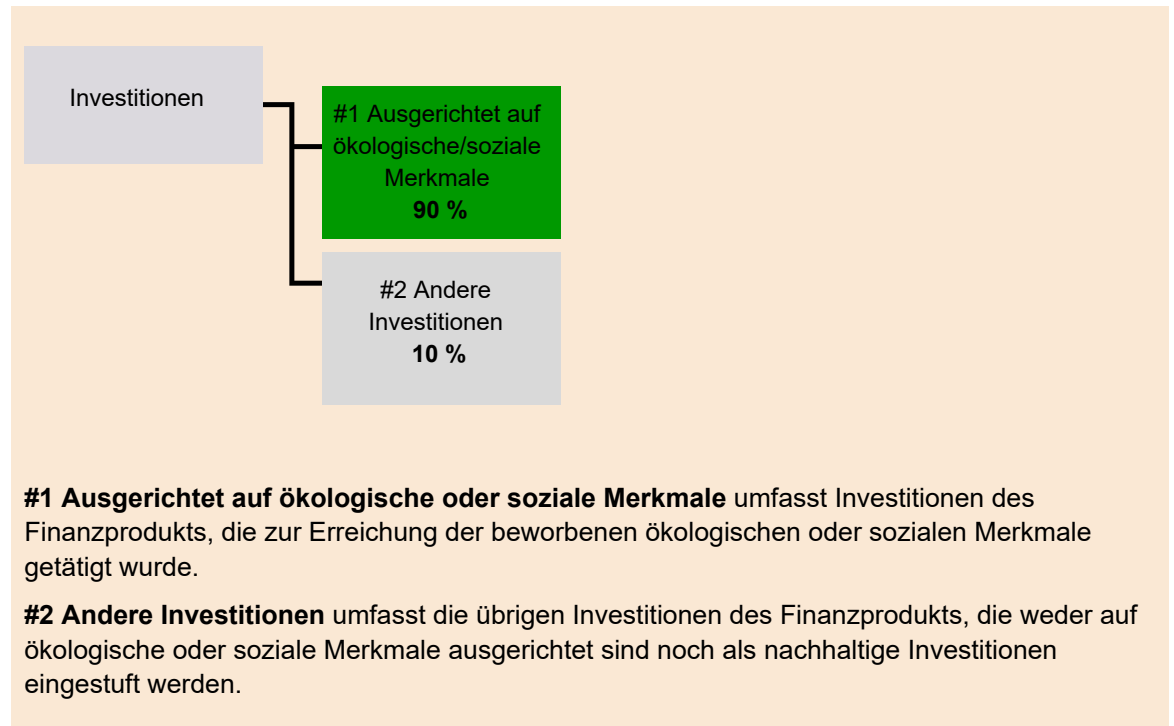 Investitionen
#1 Ausgerichtet auf
ökologische/soziale
Merkmale
90 %
#2 Andere
Investitionen
10 %
#1 Ausgerichtet auf ökologische oder soziale Merkmale umfasst Investitionen des
Finanzprodukts, die zur Erreichung der beworbenen ökologischen oder sozialen Merkmale
getätigt wurde.
#2 Andere Investitionen umfasst die übrigen Investitionen des Finanzprodukts, die weder auf
ökologische oder soziale Merkmale ausgerichtet sind noch als nachhaltige Investitionen
eingestuft werden.